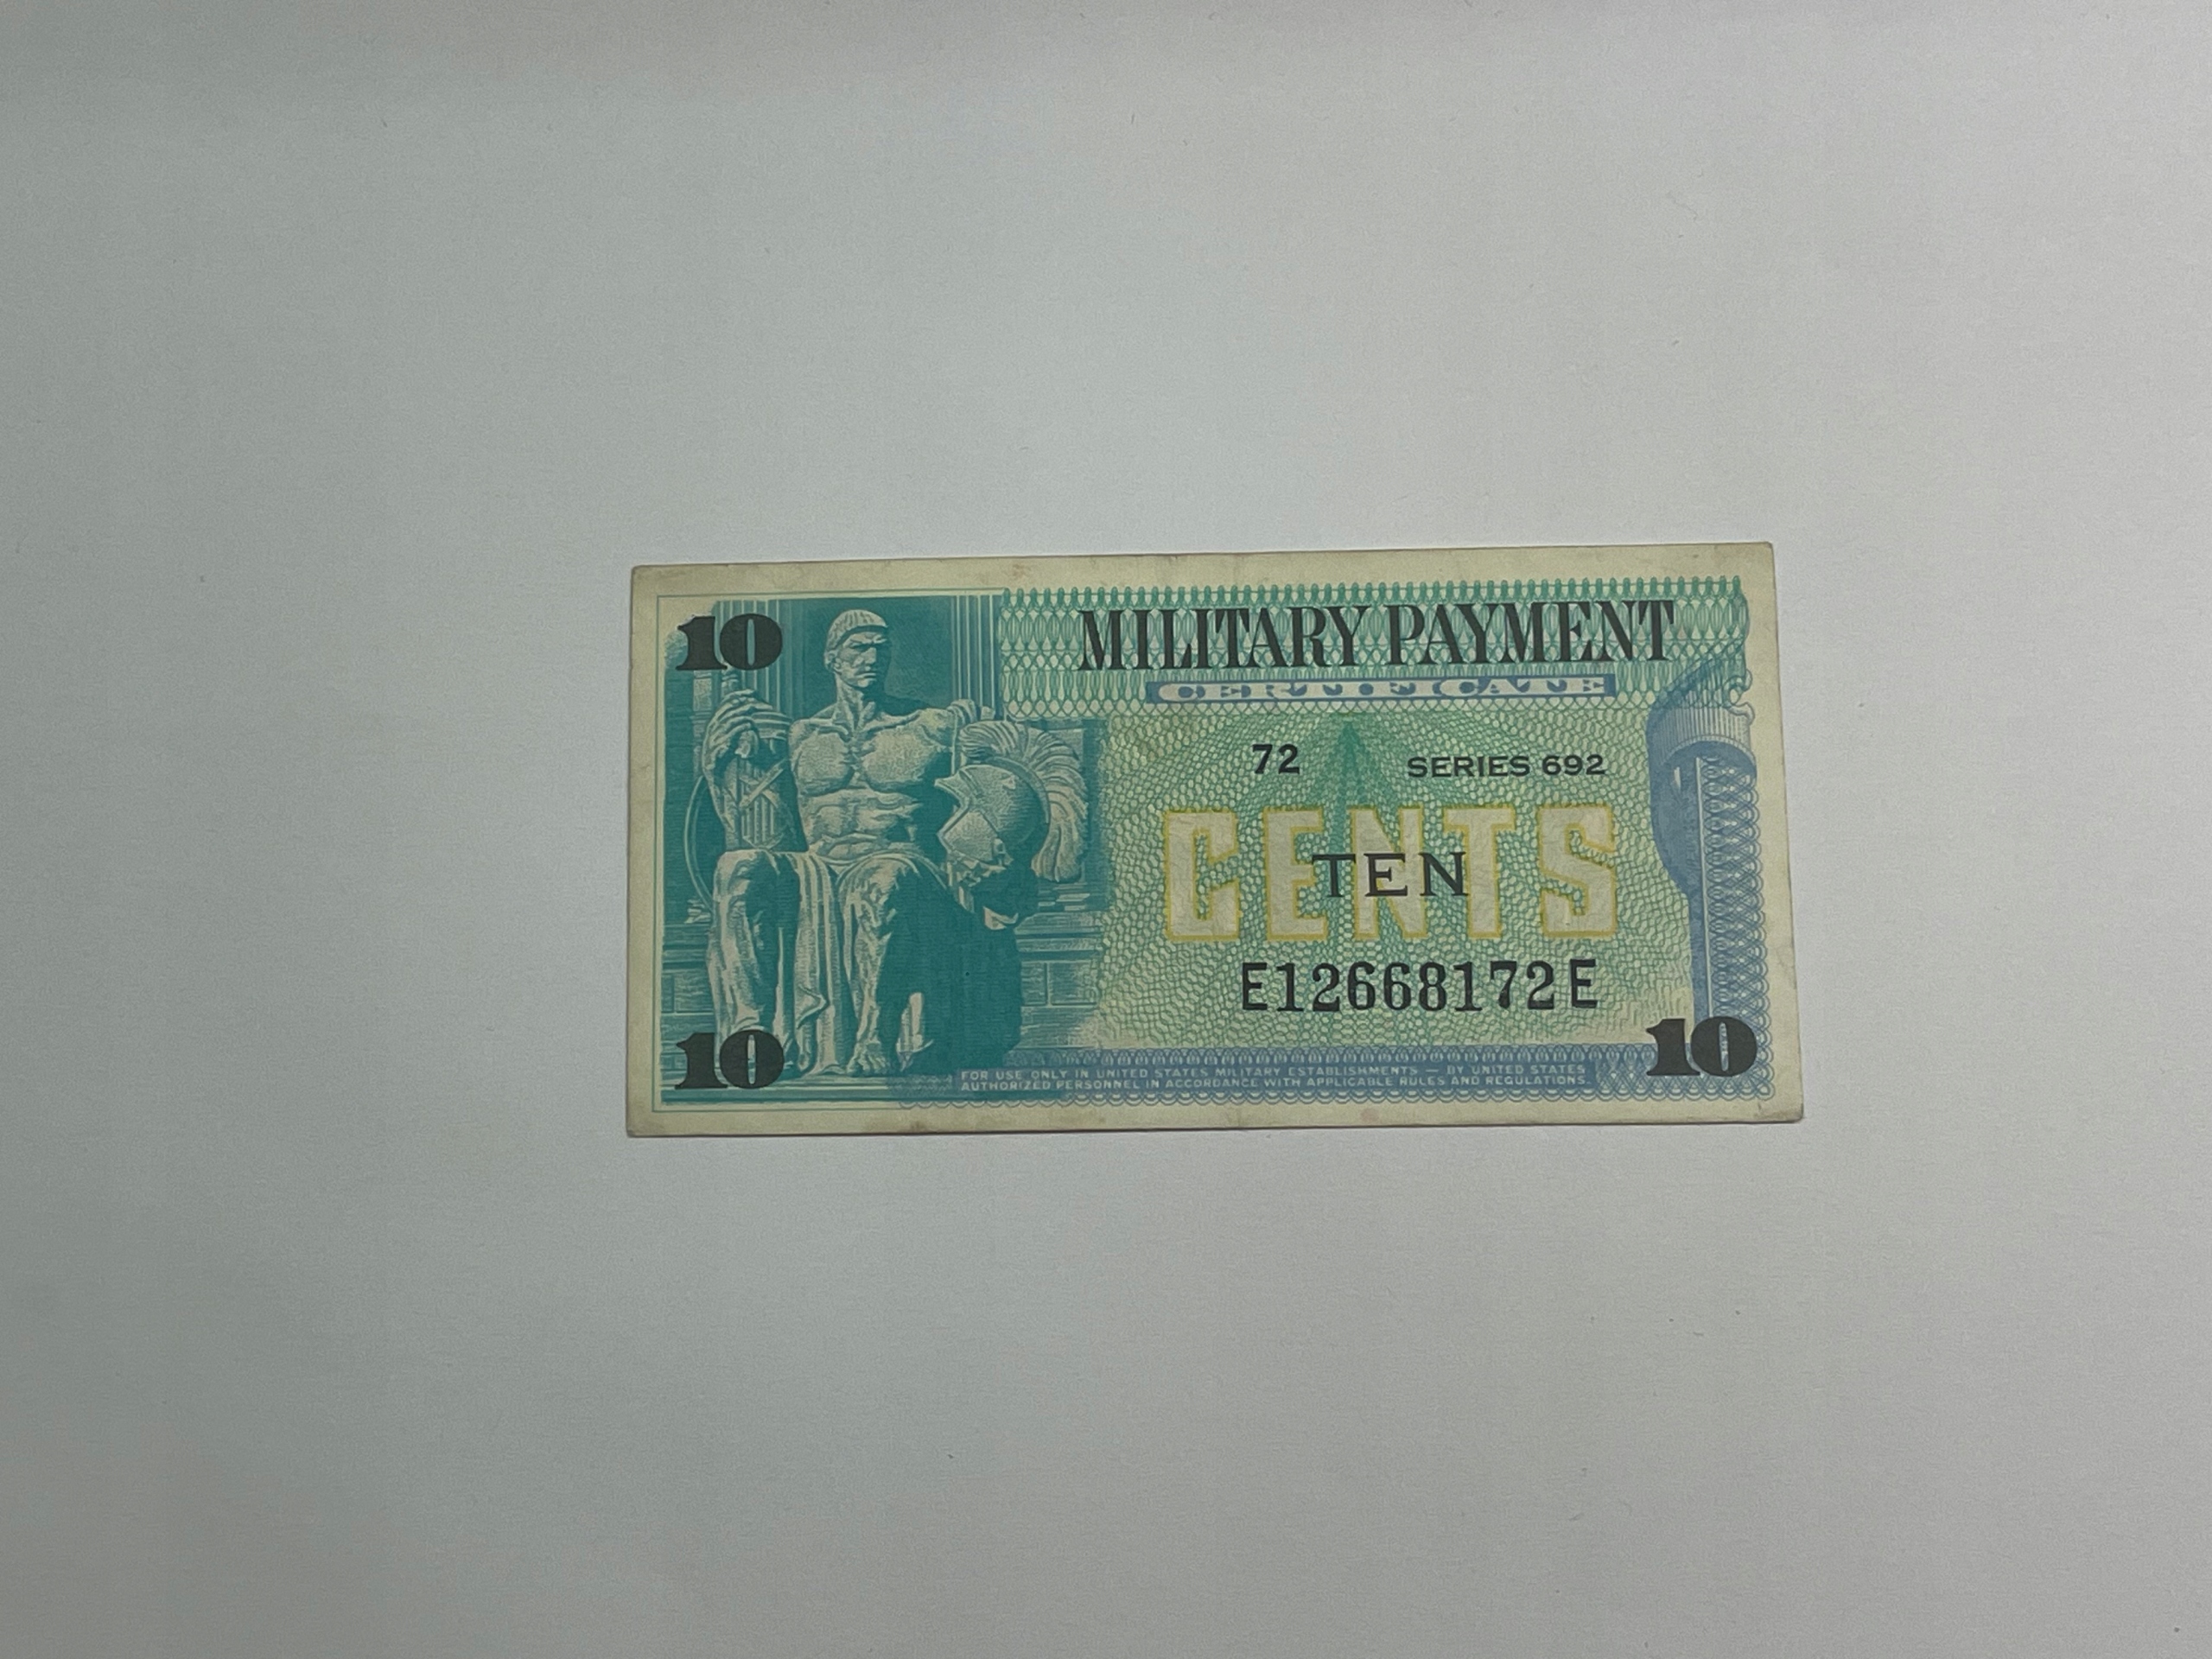 10 MILITARY PAYMENT
CERTIFICATE
72 SERIES 692
CENTS
TEN
E12668172E
10 10
FOR USE ONLY IN UNITED STATES MILITARY ESTABLISHMENTS — BY UNITED STATES
AUTHORIZED PERSONNEL IN ACCORDANCE WITH APPLICABLE RULES AND REGULATIONS.